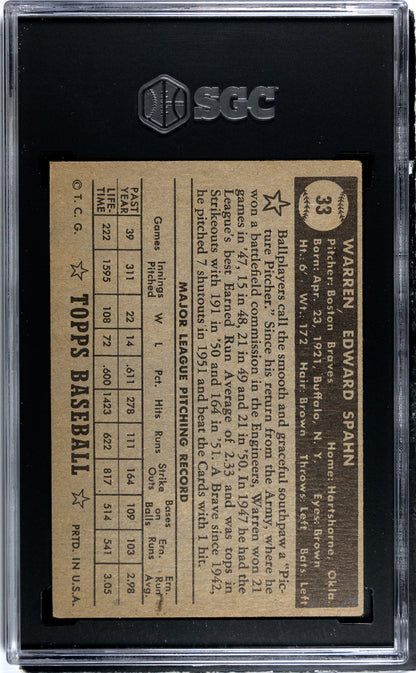 SGC
33
WARREN EDWARD SPAHN
Pitcher: Boston Braves Home: Hartshorne, Okla
Born: Apr. 23, 1921, Buffalo, N. Y. Eyes: Brown
Ht.: 6' Wt: 172 Hair: Brown Throws: Left Bats: Left
Ballplayers call the smooth and graceful southpaw a "Pic-
ture Pitcher." Since his return from the Army, where he
won a battlefield commission in the Engineers, Warren won 21
games in '47, 15 in 48, 21 in 49 and 21 in '50. In 1947 he had the
League's best Earned Run Average of 2.33 and was tops in
Strikeouts with 191 in '50 and 164 in '51. A Brave since 1942,
he pitched 7 shutouts in 1951 and beat the Cards with 1 hit.
MAJOR LEAGUE PITCHING RECORD
Games Innings Pitched W L Pct. Hits Runs Strike Outs Bases on Balls Ern. Runs Ern. Run Avg.
PAST YEAR 39 311 22 14 .611 278 111 164 109 103 2.98
LIFE-TIME 222 1595 108 72 .600 1423 622 817 514 541 3.05
© T. C. G. TOPPS BASEBALL PRTD. IN U.S.A.